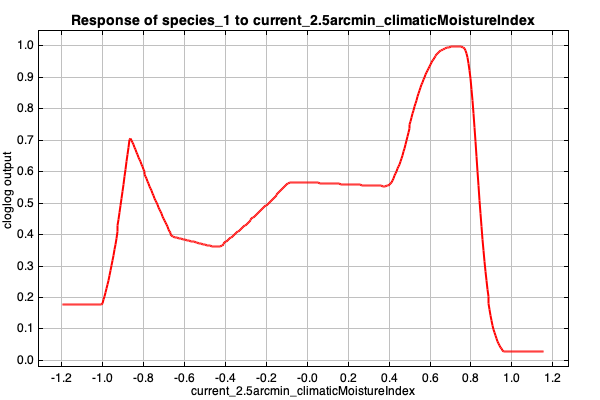 Response of species_1 to current_2.5arcmin_climaticMoistureIndex
1.0
0.9
0.8
0.7
0.6
0.5
0.4
0.3
0.2
0.1
0.0
cloglog output
-1.2 -1.0 -0.8 -0.6 -0.4 -0.2 -0.0 0.2 0.4 0.6 0.8 1.0 1.2
current_2.5arcmin_climaticMoistureIndex